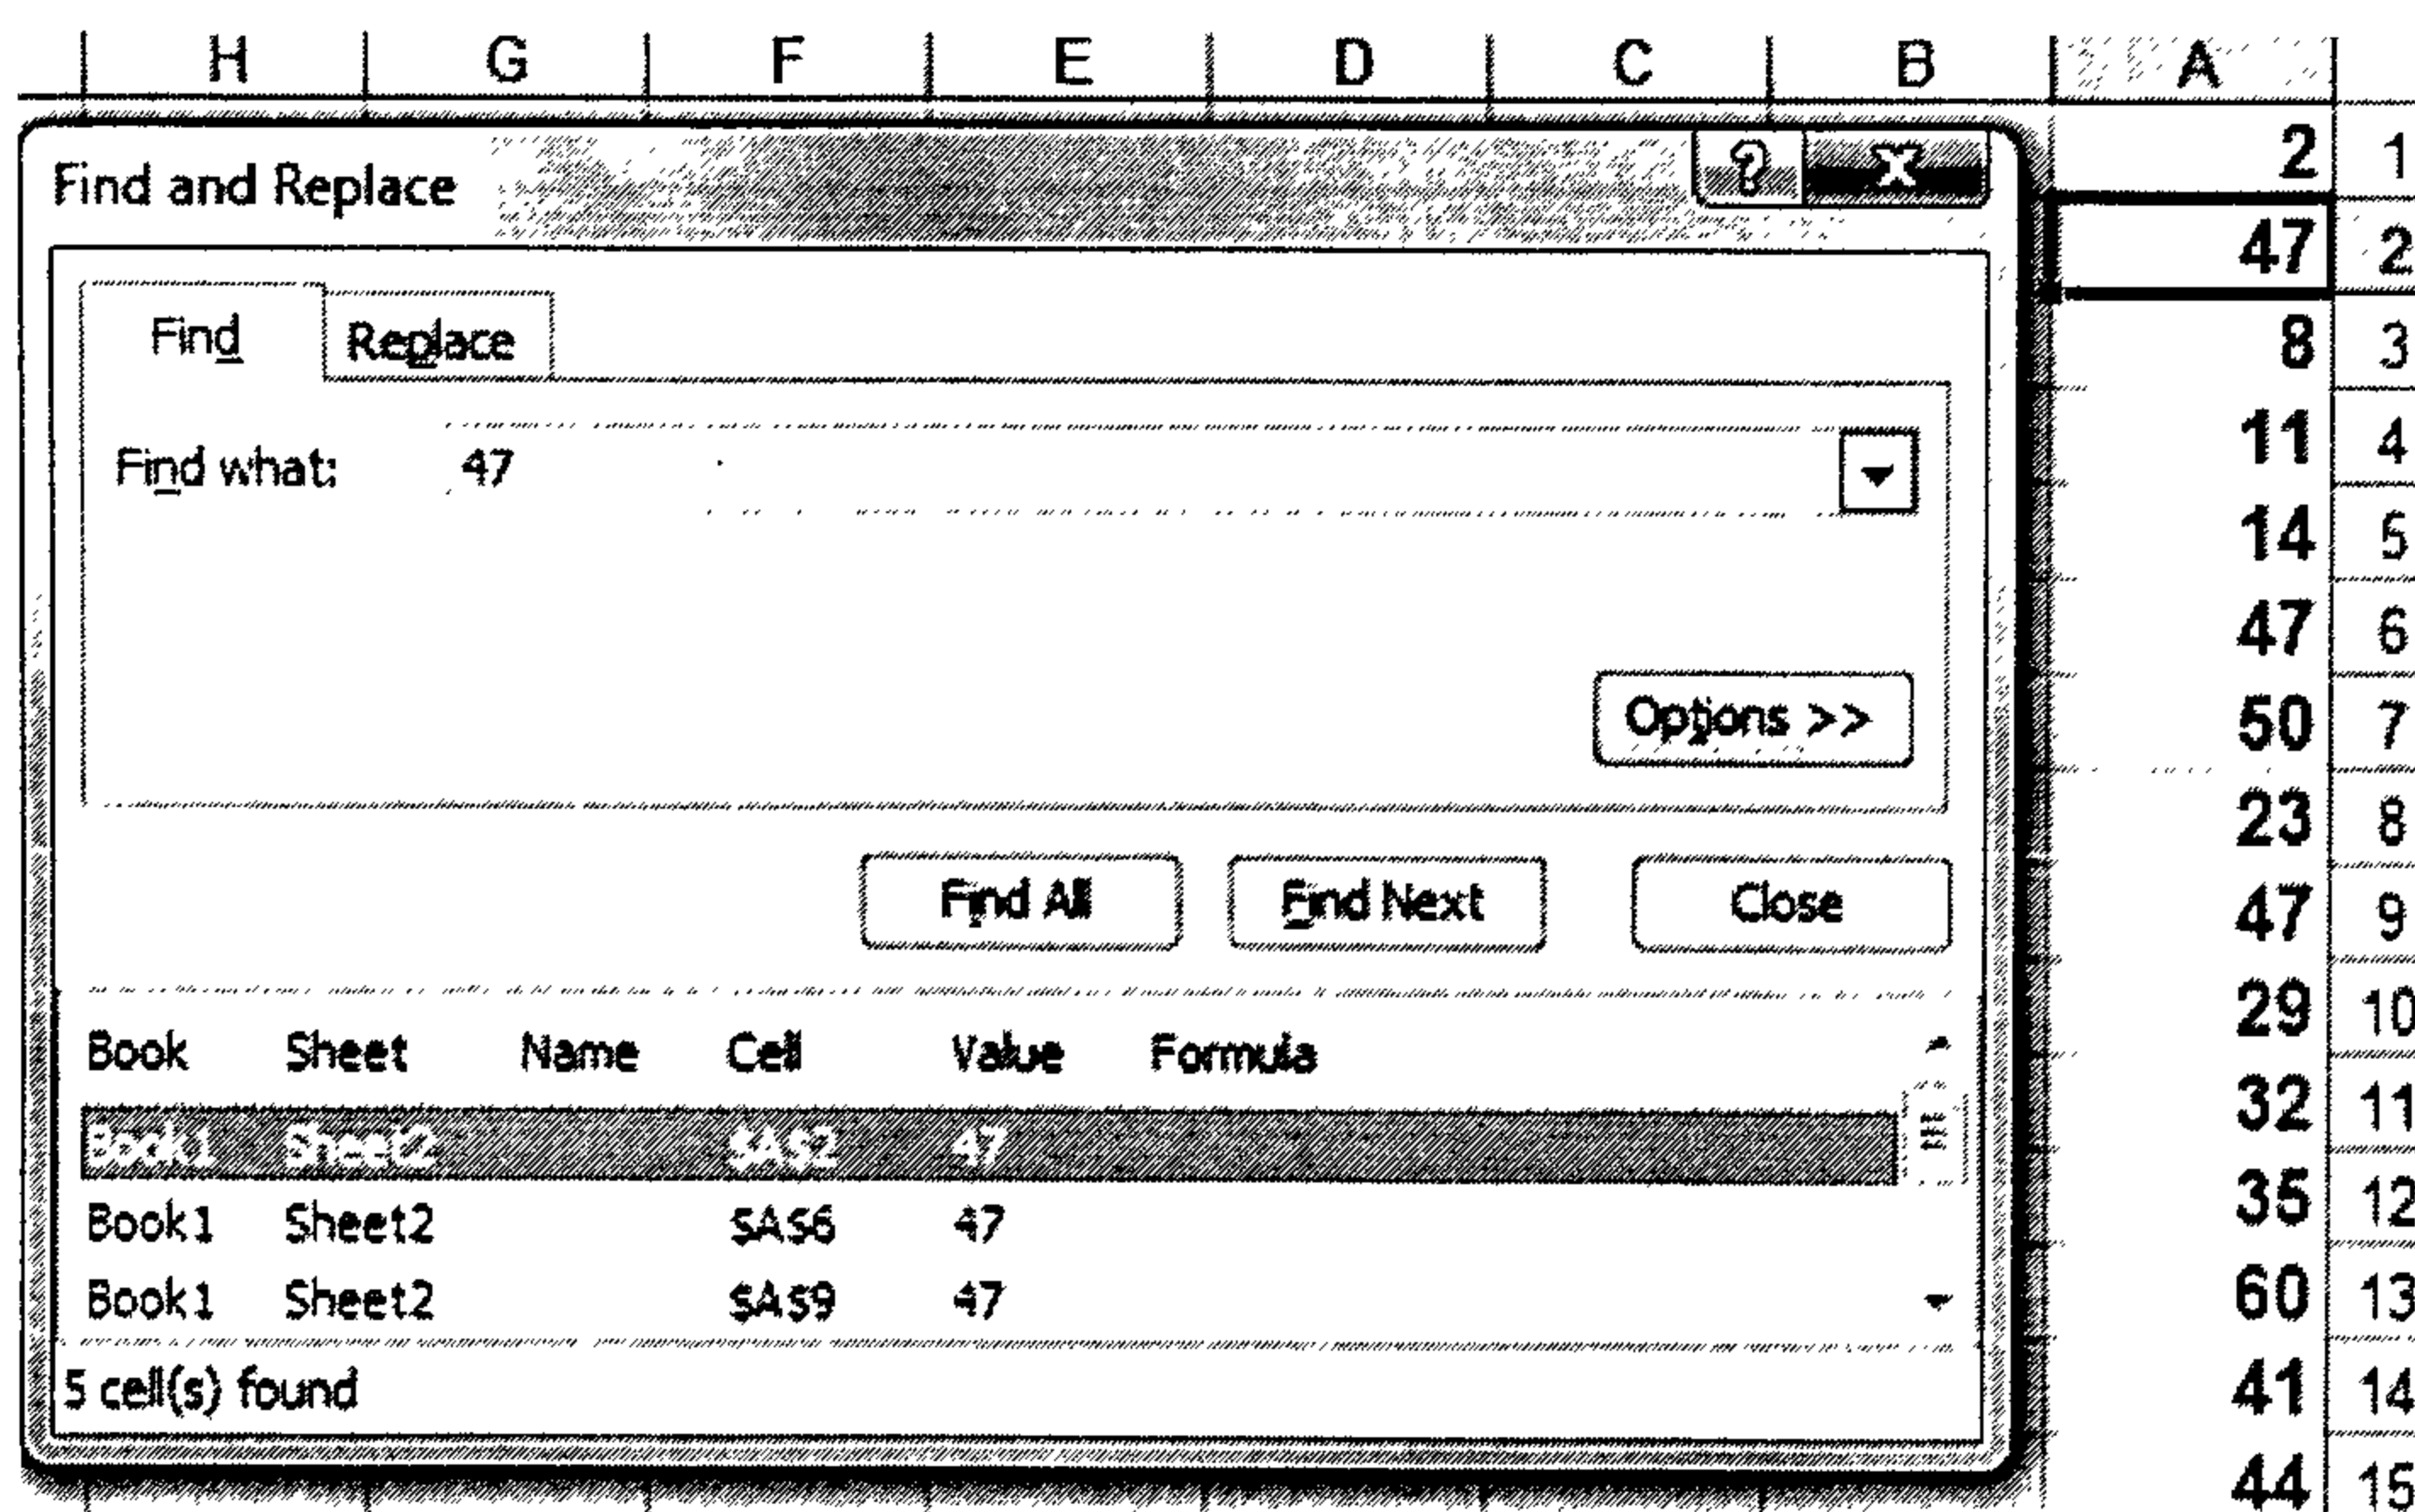 H G F E D C B A
Find and Replace ? X
Find Replace
Find what: 47
Options >>
Find All Find Next Close
Book Sheet Name Cell Value Formula
Book1 Sheet2 $A$2 47
Book1 Sheet2 $A$6 47
Book1 Sheet2 $A$9 47
5 cell(s) found
2 1
47 2
8 3
11 4
14 5
47 6
50 7
23 8
47 9
29 10
32 11
35 12
60 13
41 14
44 15